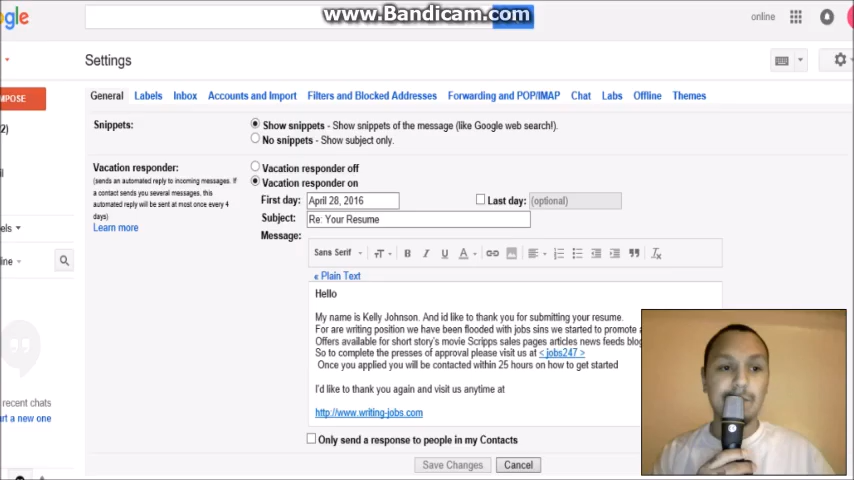 www.Bandicam.com
gle
online
Settings
MPOSE
General Labels Inbox Accounts and Import Filters and Blocked Addresses Forwarding and POP/IMAP Chat Labs Offline Themes
2)
Snippets:
Show snippets - Show snippets of the message (like Google web search!).
No snippets - Show subject only.
Vacation responder:
(sends an automated reply to incoming messages. If
a contact sends you several messages, this
automated reply will be sent at most once every 4
days)
Learn more
Vacation responder off
Vacation responder on
First day: April 28, 2016 Last day: (optional)
Subject: Re: Your Resume
Message:
Sans Serif
« Plain Text
Hello
My name is Kelly Johnson. And id like to thank you for submitting your resume.
For are writing position we have been flooded with jobs sins we started to promote a
Offers available for short story's movie Scripps sales pages articles news feeds blog
So to complete the presses of approval please visit us at < jobs247 >
Once you applied you will be contacted within 25 hours on how to get started
I'd like to thank you again and visit us anytime at
http://www.writing-jobs.com
Only send a response to people in my Contacts
Save Changes Cancel
il
els
ine
recent chats
art a new one